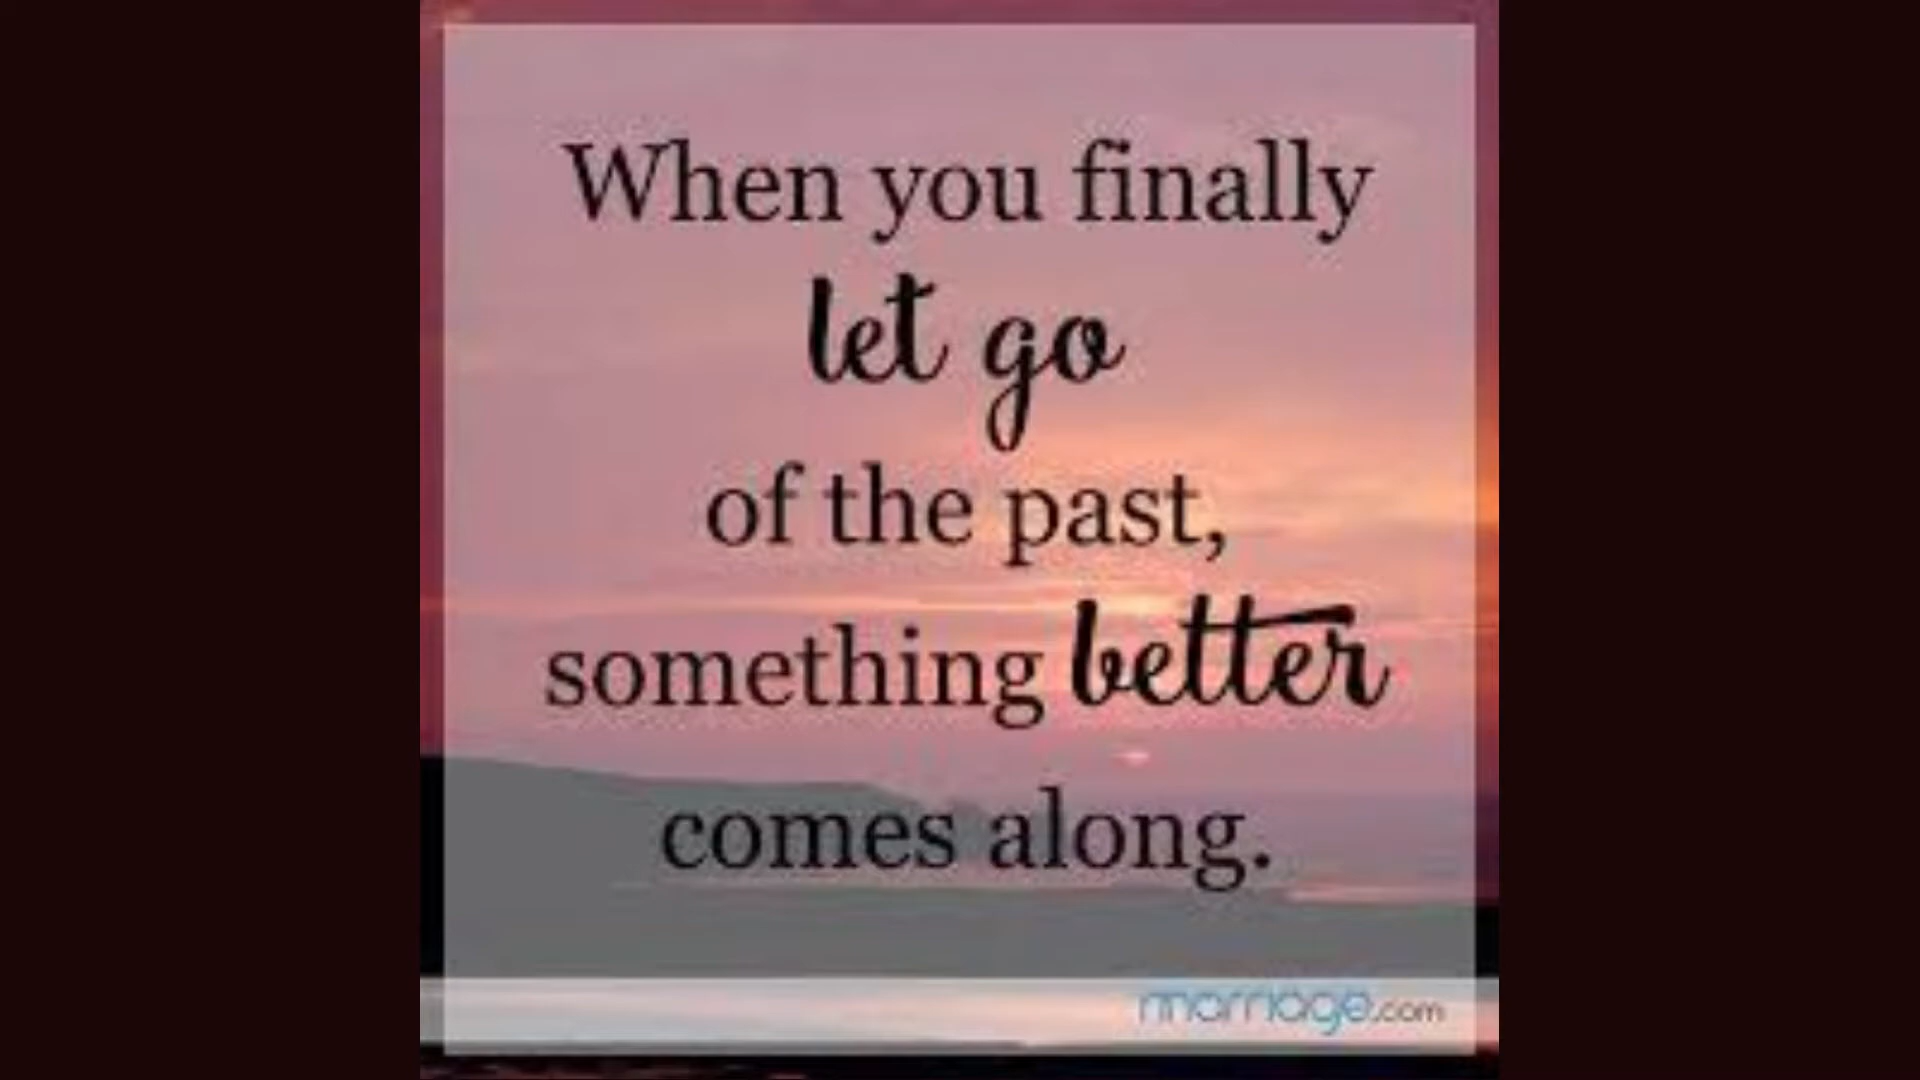 When you finally
let go
of the past,
something better
comes along.
marriage.com